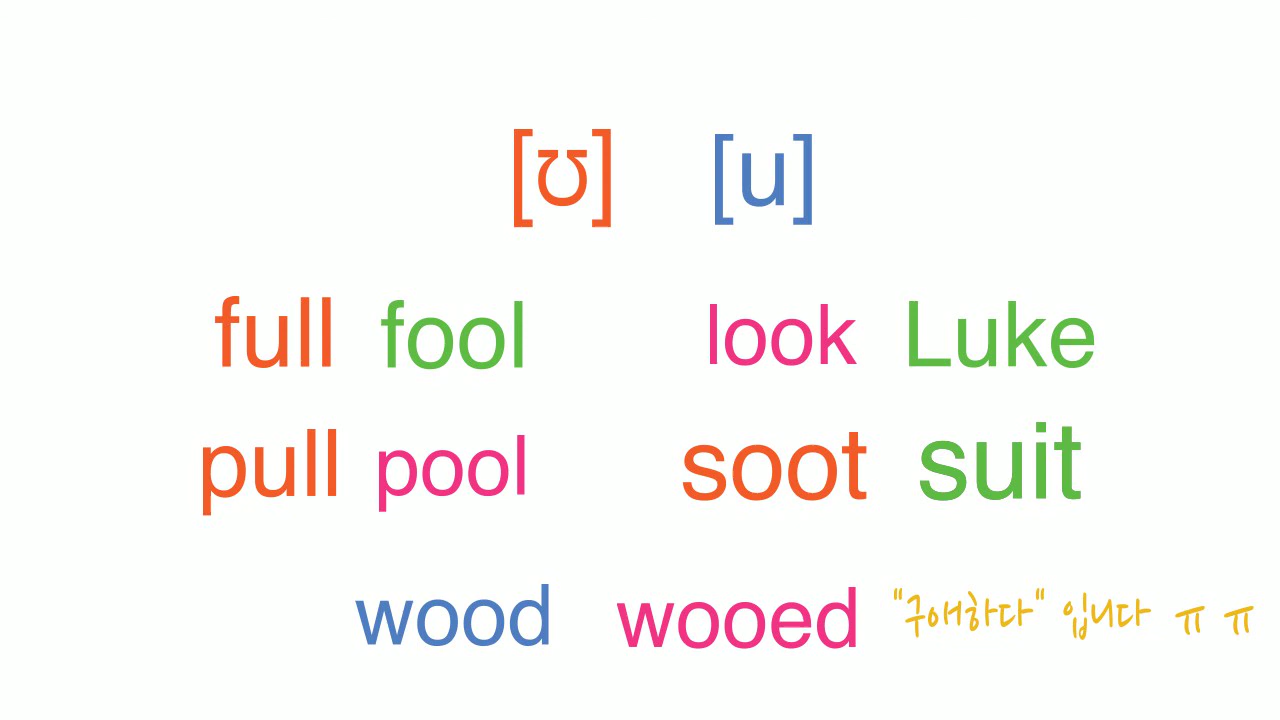 [ʊ] [u]
full fool look Luke
pull pool soot suit
wood wooed "구애하다" 입니다 ㅠㅠ